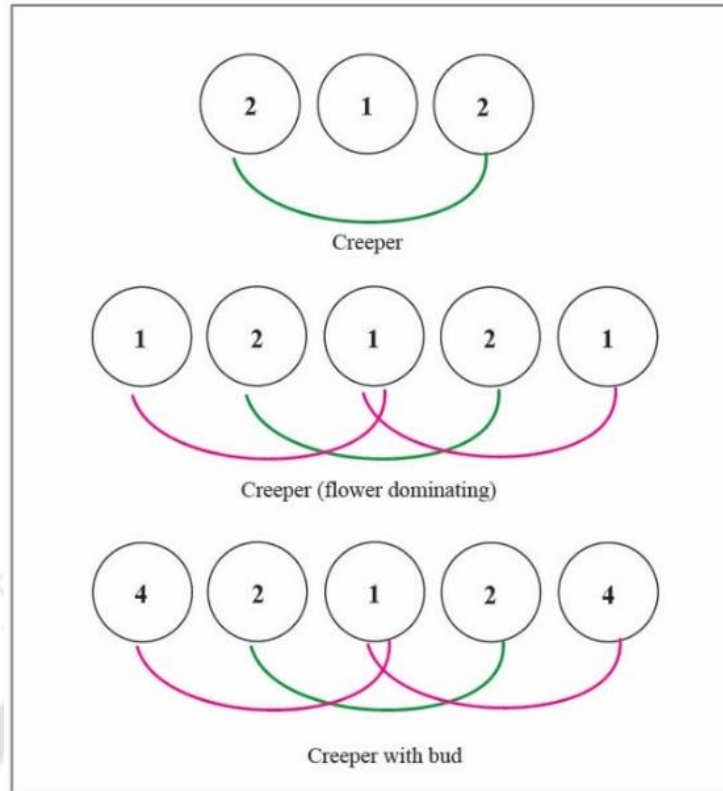 2 1 2
Creeper
1 2 1 2 1
Creeper (flower dominating)
4 2 1 2 4
Creeper with bud